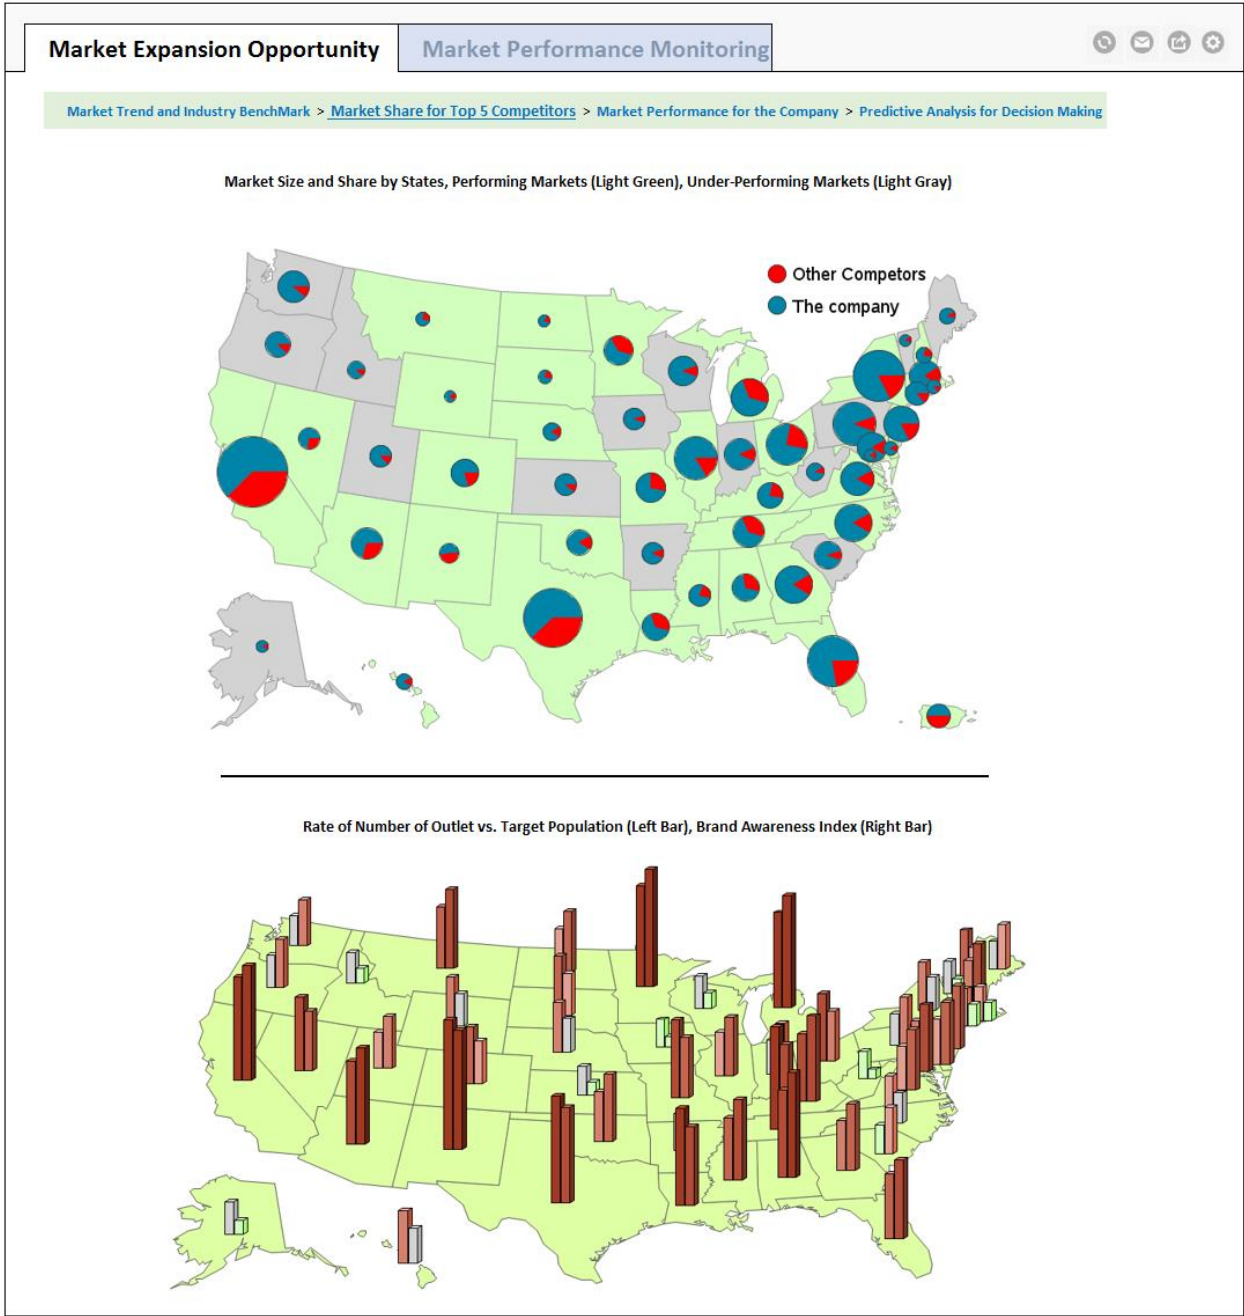 Market Expansion Opportunity
Market Performance Monitoring
Market Trend and Industry BenchMark > Market Share for Top 5 Competitors > Market Performance for the Company > Predictive Analysis for Decision Making
Market Size and Share by States, Performing Markets (Light Green), Under-Performing Markets (Light Gray)
Other Competors
The company
Rate of Number of Outlet vs. Target Population (Left Bar), Brand Awareness Index (Right Bar)